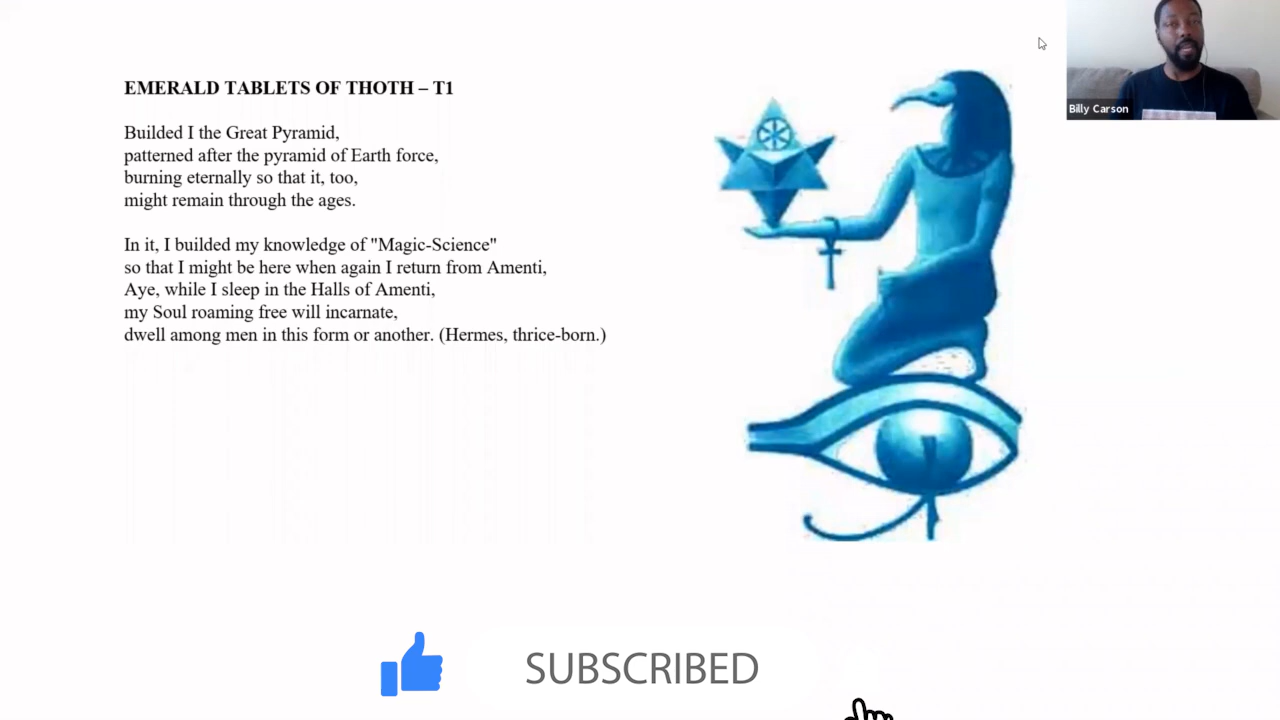 EMERALD TABLETS OF THOTH – T1
Builded I the Great Pyramid,
patterned after the pyramid of Earth force,
burning eternally so that it, too,
might remain through the ages.
In it, I builded my knowledge of "Magic-Science"
so that I might be here when again I return from Amenti,
Aye, while I sleep in the Halls of Amenti,
my Soul roaming free will incarnate,
dwell among men in this form or another. (Hermes, thrice-born.)
Billy Carson
SUBSCRIBED